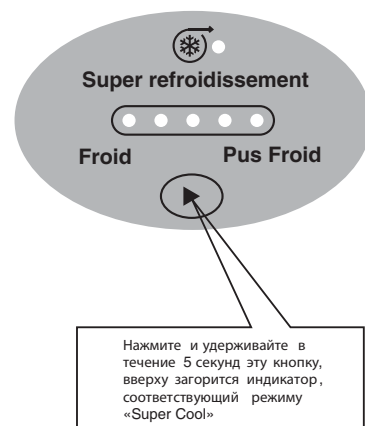 Super refroidissement
Froid Pus Froid
Нажмите и удерживайте в
течение 5 секунд эту кнопку,
вверху загорится индикатор,
соответствующий режиму
«Super Cool»